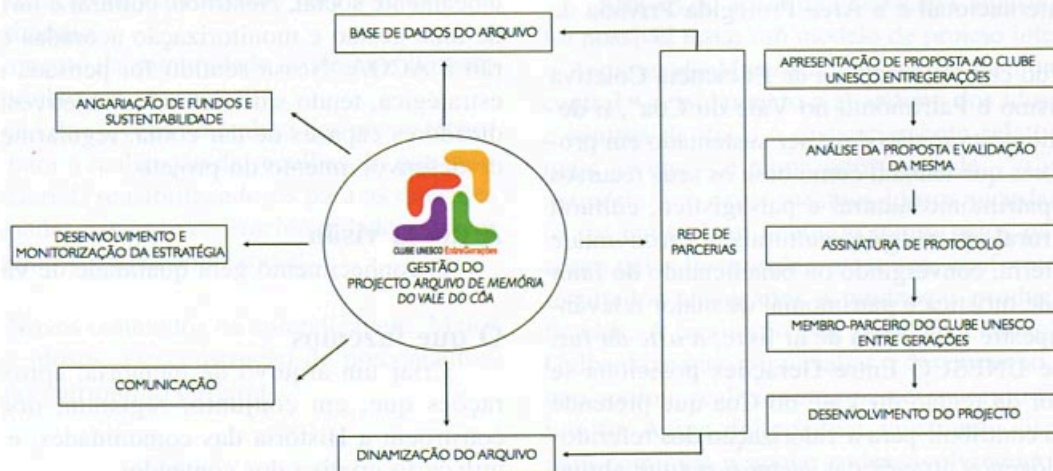 BASE DE DADOS DO ARQUIVO
ANGARIAÇÃO DE FUNDOS E
SUSTENTABILIDADE
DESENVOLVIMENTO E
MONITORIZAÇÃO DA ESTRATÉGIA
COMUNICAÇÃO
CLUBE UNESCO EntreGerações
GESTÃO DO
PROJECTO ARQUIVO DE MEMÓRIA
DO VALE DO CÔA
DINAMIZAÇÃO DO ARQUIVO
REDE DE
PARCERIAS
APRESENTAÇÃO DE PROPOSTA AO CLUBE
UNESCO ENTREGERAÇÕES
ANÁLISE DA PROPOSTA E VALIDAÇÃO
DA MESMA
ASSINATURA DE PROTOCOLO
MEMBRO-PARCEIRO DO CLUBE UNESCO
ENTRE GERAÇÕES
DESENVOLVIMENTO DO PROJECTO